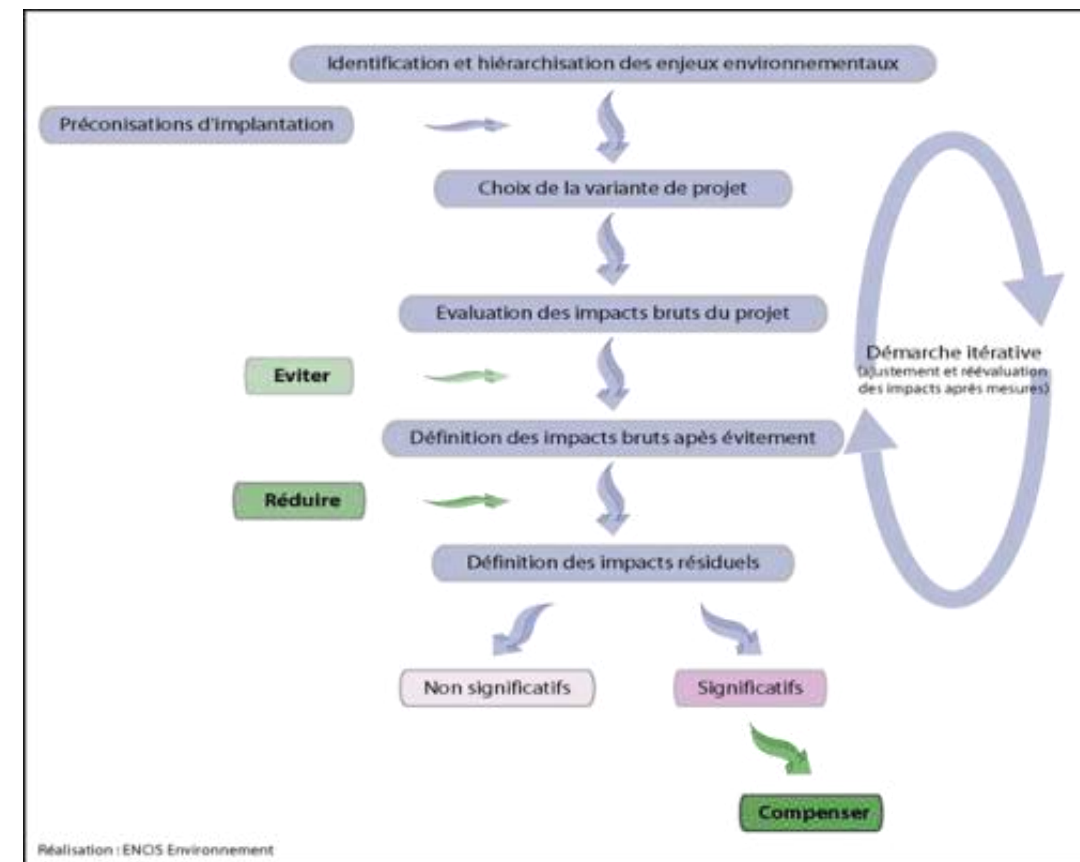 Identification et hiérarchisation des enjeux environnementaux
Préconisations d'implantation
Choix de la variante de projet
Evaluation des impacts bruts du projet
Démarche itérative
(ajustement et réévaluation
des impacts après mesures)
Eviter
Définition des impacts bruts apès évitement
Réduire
Définition des impacts résiduels
Non significatifs
Significatifs
Compenser
Réalisation : ENCIS Environnement